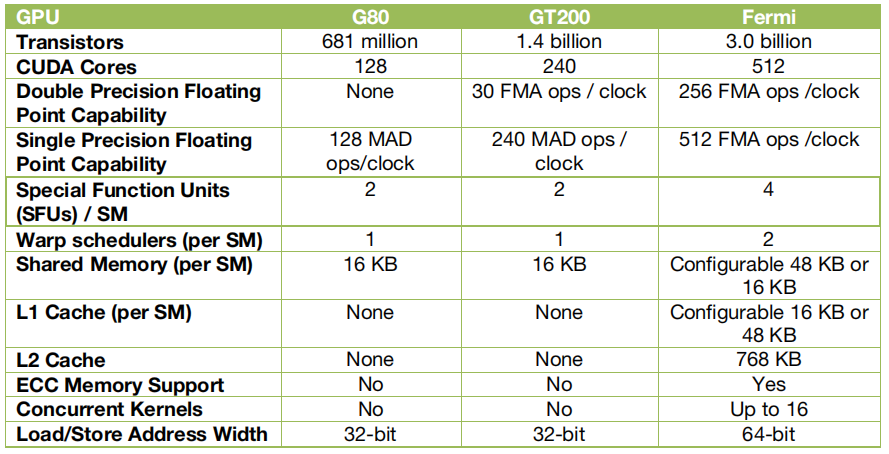 GPU G80 GT200 Fermi
Transistors 681 million 1.4 billion 3.0 billion
CUDA Cores 128 240 512
Double Precision Floating None 30 FMA ops / clock 256 FMA ops /clock
Point Capability
Single Precision Floating 128 MAD 240 MAD ops / 512 FMA ops /clock
Point Capability ops/clock clock
Special Function Units 2 2 4
(SFUs) / SM
Warp schedulers (per SM) 1 1 2
Shared Memory (per SM) 16 KB 16 KB Configurable 48 KB or
16 KB
L1 Cache (per SM) None None Configurable 16 KB or
48 KB
L2 Cache None None 768 KB
ECC Memory Support No No Yes
Concurrent Kernels No No Up to 16
Load/Store Address Width 32-bit 32-bit 64-bit